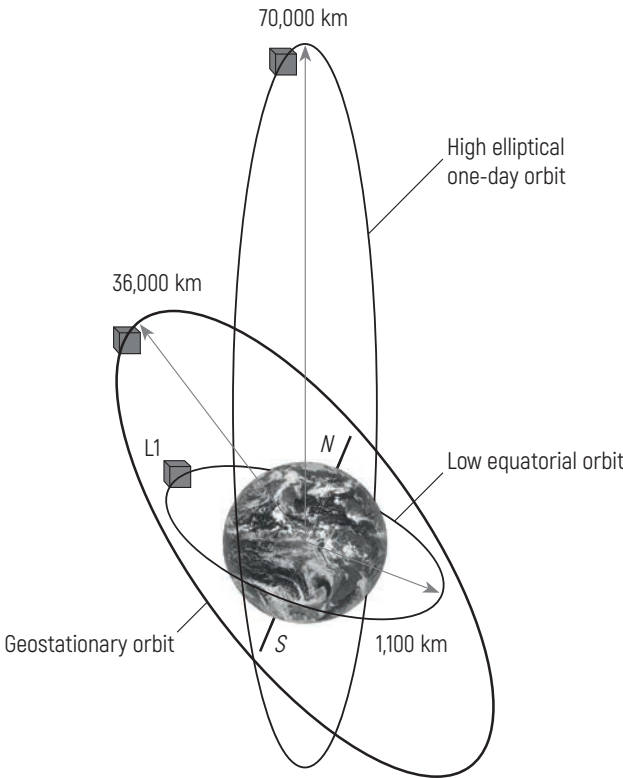 70,000 km
High elliptical
one-day orbit
36,000 km
L1
N
Low equatorial orbit
Geostationary orbit
S
1,100 km